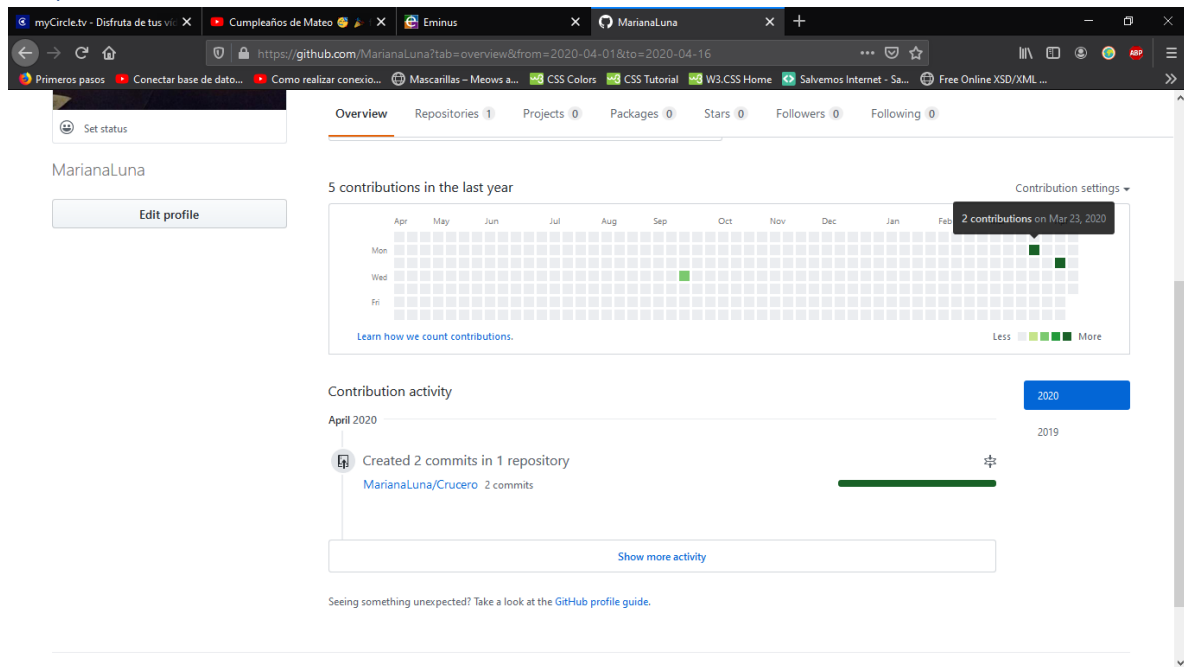 myCircle.tv - Disfruta de tus víd
Cumpleaños de Mateo
Eminus
MarianaLuna
https://github.com/MarianaLuna?tab=overview&from=2020-04-01&to=2020-04-16
ABP
Primeros pasos
Conectar base de dato...
Como realizar conexio...
Mascarillas – Meows a...
CSS Colors
CSS Tutorial
W3.CSS Home
Salvemos Internet - Sa...
Free Online XSD/XML ...
Set status
MarianaLuna
Edit profile
Overview Repositories 1 Projects 0 Packages 0 Stars 0 Followers 0 Following 0
5 contributions in the last year
Contribution settings
2 contributions on Mar 23, 2020
Apr May Jun Jul Aug Sep Oct Nov Dec Jan Feb
Mon
Wed
Fri
Learn how we count contributions.
Less More
Contribution activity
2020
2019
April 2020
Created 2 commits in 1 repository
MarianaLuna/Crucero 2 commits
Show more activity
Seeing something unexpected? Take a look at the GitHub profile guide.